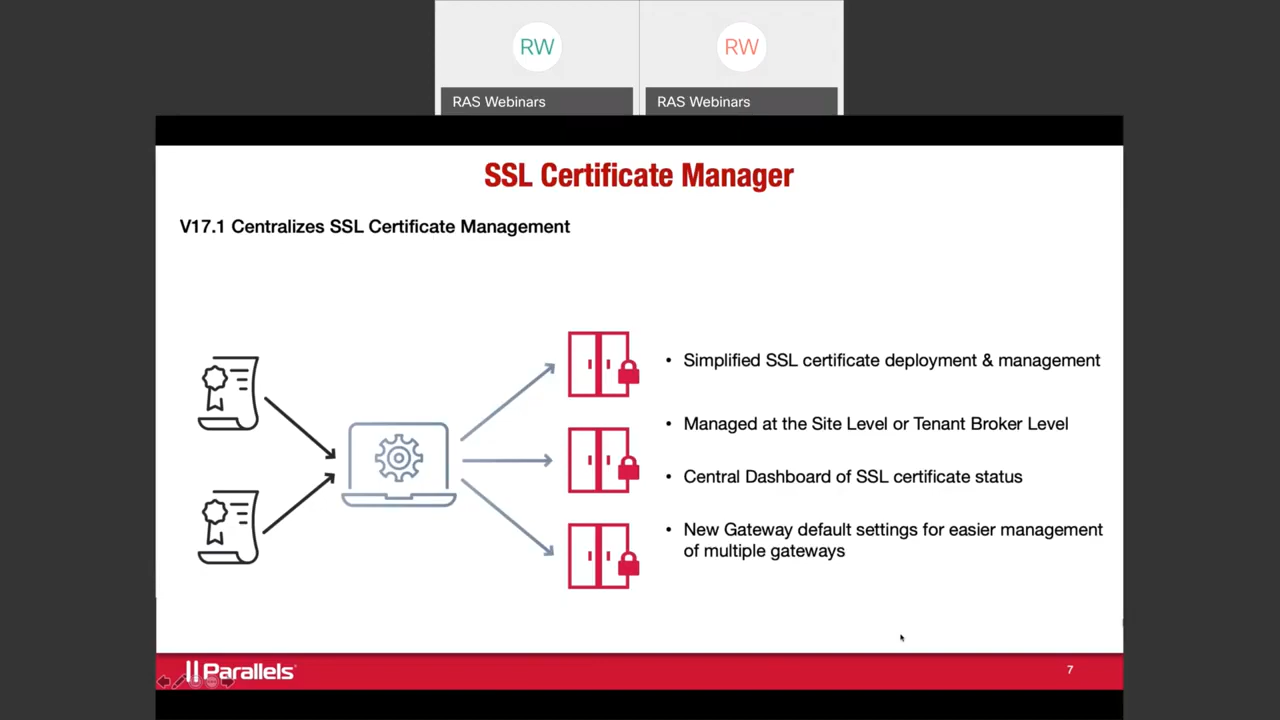 RW
RW
RAS Webinars
RAS Webinars
SSL Certificate Manager
V17.1 Centralizes SSL Certificate Management
• Simplified SSL certificate deployment & management
• Managed at the Site Level or Tenant Broker Level
• Central Dashboard of SSL certificate status
• New Gateway default settings for easier management
of multiple gateways
Parallels
7